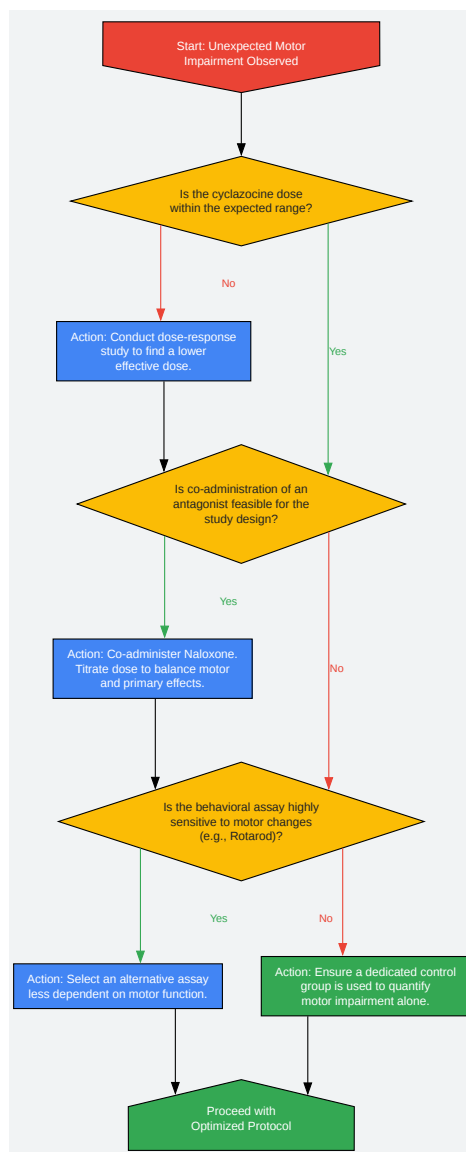 Start: Unexpected Motor
Impairment Observed
Is the cyclazocine dose
within the expected range?
No
Action: Conduct dose-response
study to find a lower
effective dose.
Yes
Is co-administration of an
antagonist feasible for the
study design?
Yes
Action: Co-administer Naloxone.
Titrate dose to balance motor
and primary effects.
No
Is the behavioral assay highly
sensitive to motor changes
(e.g., Rotarod)?
Yes
No
Action: Select an alternative assay
less dependent on motor function.
Action: Ensure a dedicated control
group is used to quantify
motor impairment alone.
Proceed with
Optimized Protocol